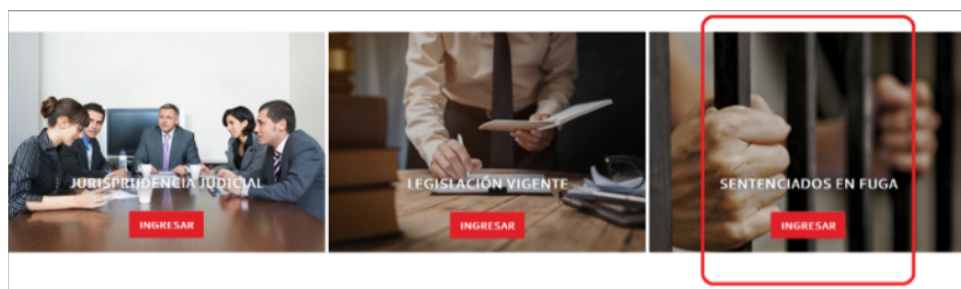 JURISPRUDENCIA JUDICIAL
INGRESAR
LEGISLACIÓN VIGENTE
INGRESAR
SENTENCIADOS EN FUGA
INGRESAR